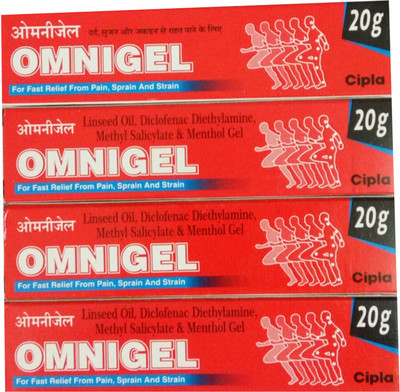 ओमनीजेल दर्द, सूजन और जकडन से राहत पाने के लिए 20g
OMNIGEL
For Fast Relief From Pain, Sprain And Strain Cipla
ओमनीजेल Linseed Oil, Diclofenac Diethylamine, 20g
Methyl Salicylate & Menthol Gel
OMNIGEL
For Fast Relief From Pain, Sprain And Strain Cipla
ओमनीजेल Linseed Oil, Diclofenac Diethylamine, 20g
Methyl Salicylate & Menthol Gel
OMNIGEL
For Fast Relief From Pain, Sprain And Strain Cipla
ओमनीजेल Linseed Oil, Diclofenac Diethylamine, 20g
Methyl Salicylate & Menthol Gel
OMNIGEL
For Fast Relief From Pain, Sprain And Strain Cipla